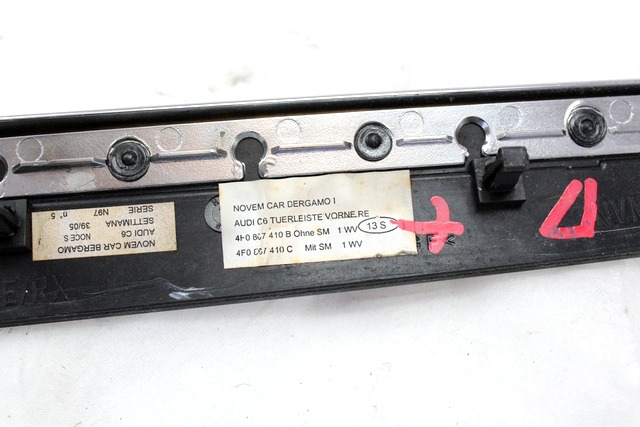 NOVEM CAR DERGAMO I
AUDI C6 TUERLEISTE VORNE RE
4F0 867 410 B Ohne SM 1 WV 13 S
4F0 867 410 C Mit SM 1 WV
NOVEM CAR BERGAMO
AUDI C6 NOCE S
SETTIMANA 39/05
SERIE N97 n° 5